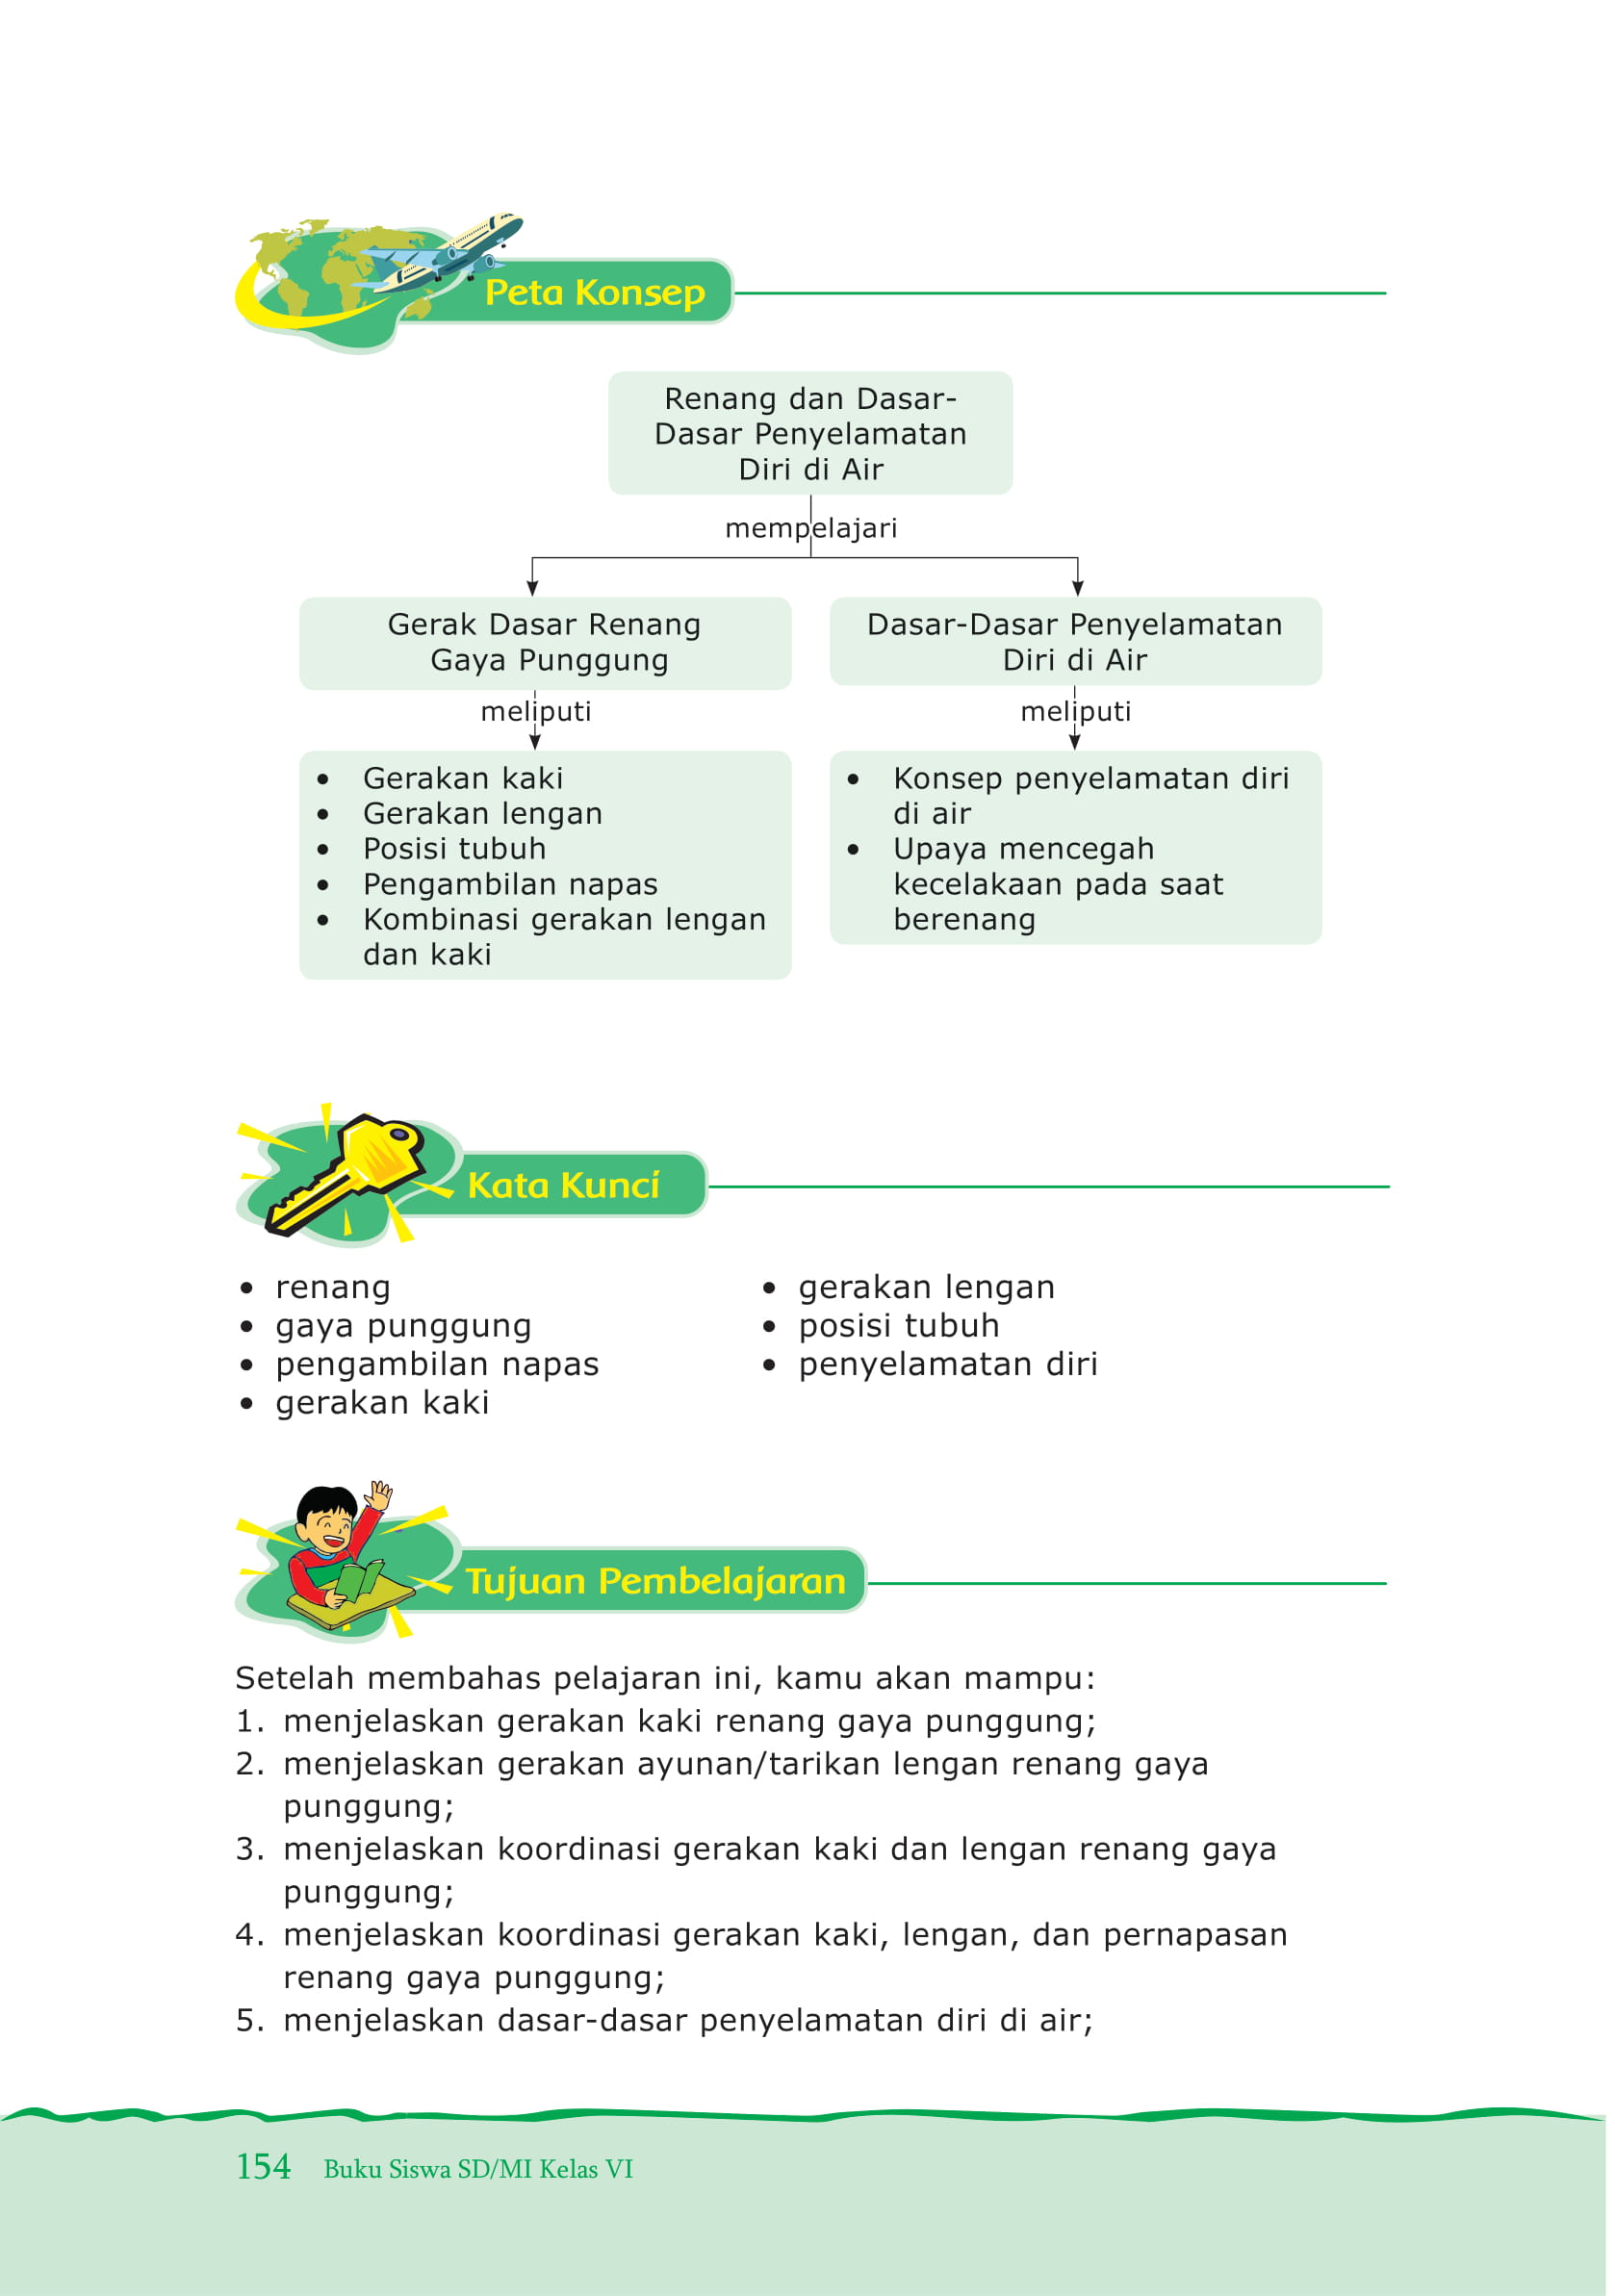 Peta Konsep
Renang dan Dasar-
Dasar Penyelamatan
Diri di Air
mempelajari
Gerak Dasar Renang
Gaya Punggung
meliputi
• Gerakan kaki
• Gerakan lengan
• Posisi tubuh
• Pengambilan napas
• Kombinasi gerakan lengan
dan kaki
Dasar-Dasar Penyelamatan
Diri di Air
meliputi
• Konsep penyelamatan diri
di air
• Upaya mencegah
kecelakaan pada saat
berenang
Kata Kunci
• renang
• gaya punggung
• pengambilan napas
• gerakan kaki
• gerakan lengan
• posisi tubuh
• penyelamatan diri
Tujuan Pembelajaran
Setelah membahas pelajaran ini, kamu akan mampu:
1. menjelaskan gerakan kaki renang gaya punggung;
2. menjelaskan gerakan ayunan/tarikan lengan renang gaya
punggung;
3. menjelaskan koordinasi gerakan kaki dan lengan renang gaya
punggung;
4. menjelaskan koordinasi gerakan kaki, lengan, dan pernapasan
renang gaya punggung;
5. menjelaskan dasar-dasar penyelamatan diri di air;
154 Buku Siswa SD/MI Kelas VI